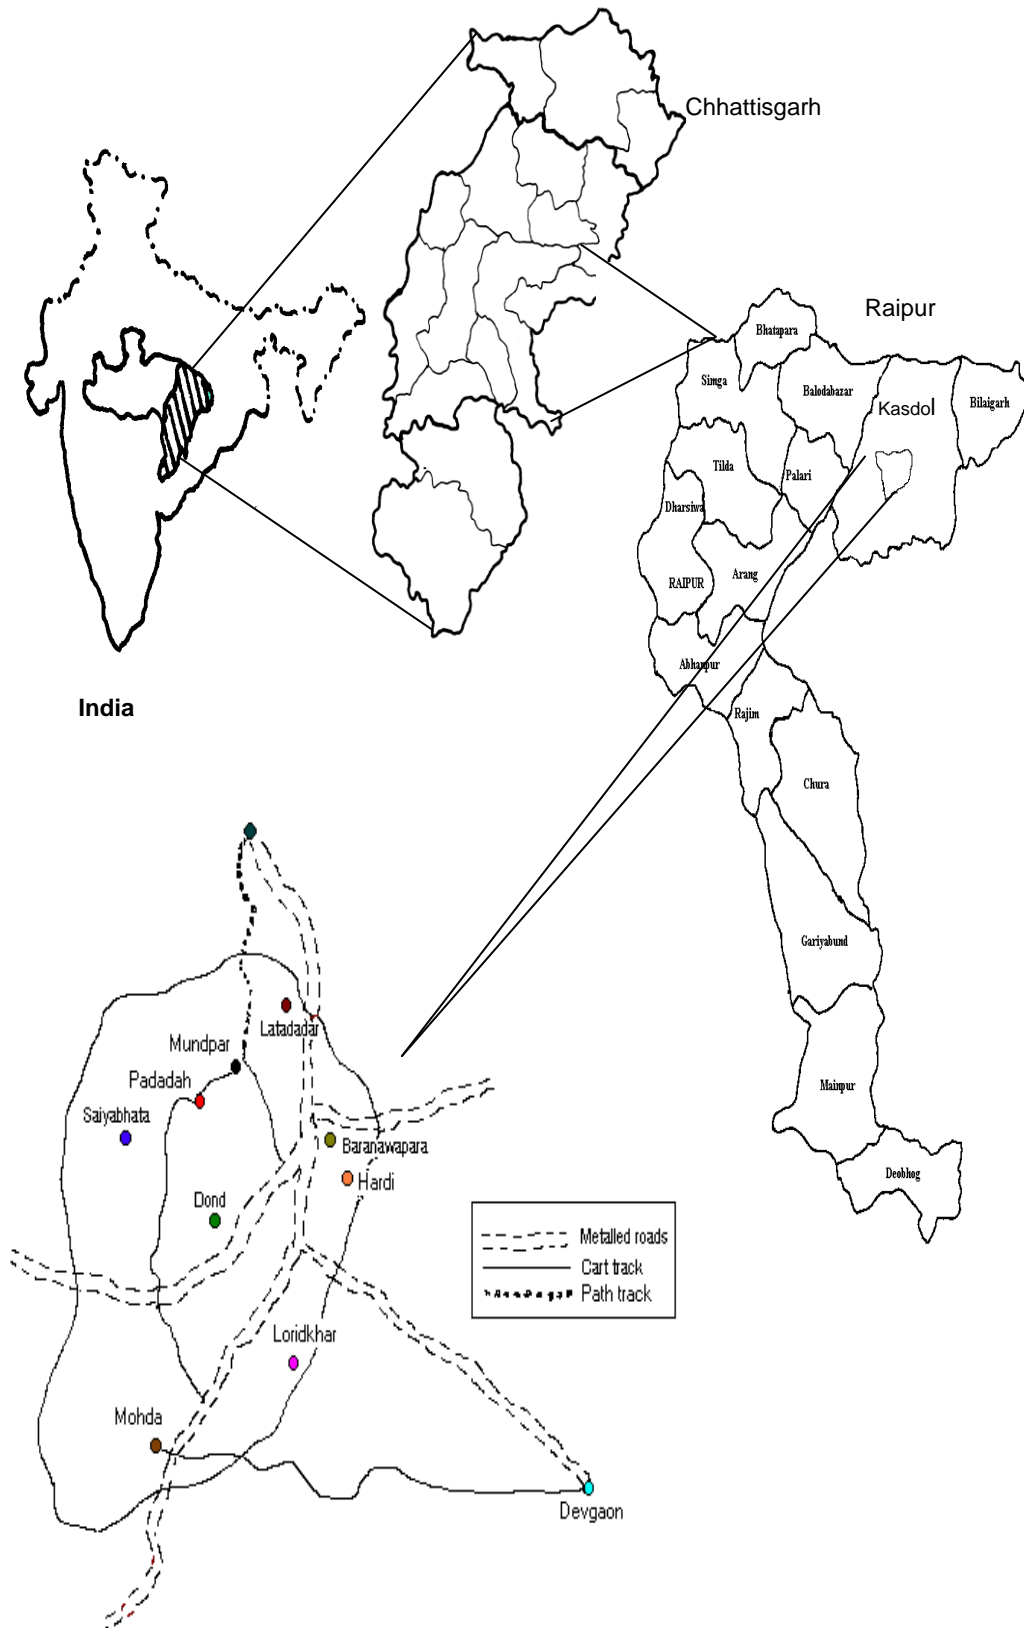 Chhattisgarh
Raipur
Bhatapara
Simga
Balodabazar
Kasdol
Bilaigarh
Tilda
Palari
Dharsiwa
RAIPUR
Arang
Abhanpur
Rajim
India
Chura
Gariyabund
Mainpur
Deobhog
Latadadar
Mundpar
Padadah
Saiyabhata
Baranawapara
Hardi
Dond
Metalled roads
Cart track
Path track
Loridkhar
Mohda
Devgaon